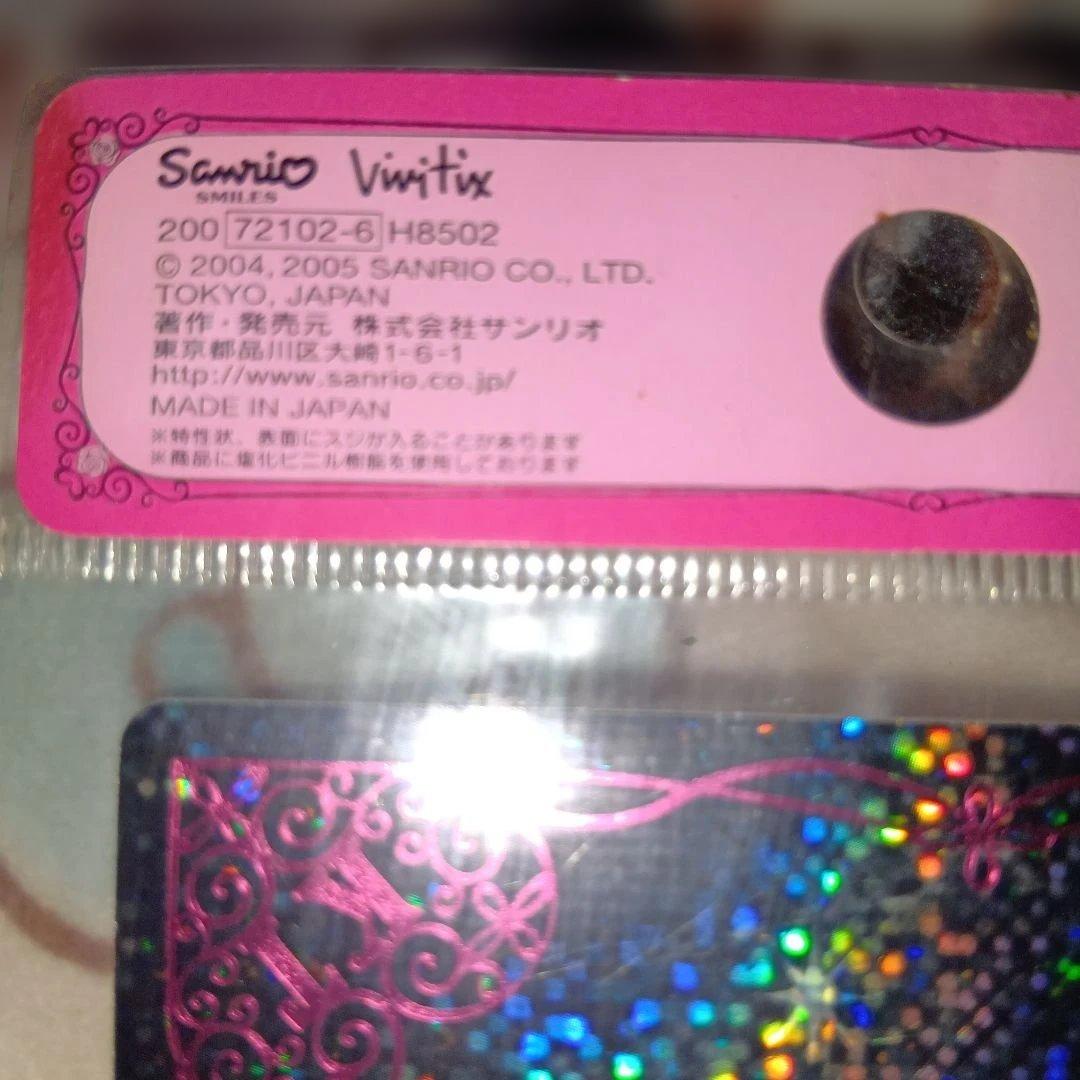 Sanrio Vivitix
SMILES
200 72102-6 H8502
© 2004, 2005 SANRIO CO., LTD.
TOKYO, JAPAN
著作・発売元 株式会社サンリオ
東京都品川区大崎1-6-1
http://www.sanrio.co.jp/
MADE IN JAPAN
※特性状、表面にスジが入ることがあります
※商品に塩化ビニル樹脂を使用しております